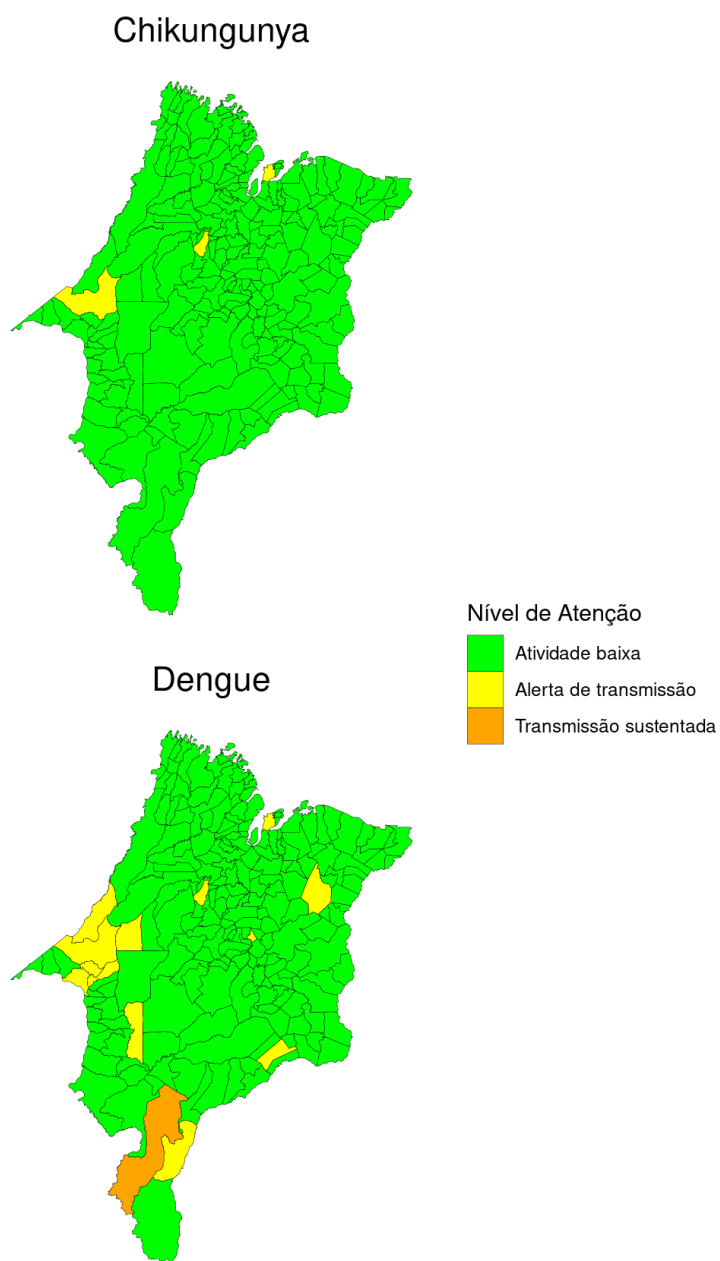 Chikungunya
Nível de Atenção
Atividade baixa
Alerta de transmissão
Transmissão sustentada
Dengue